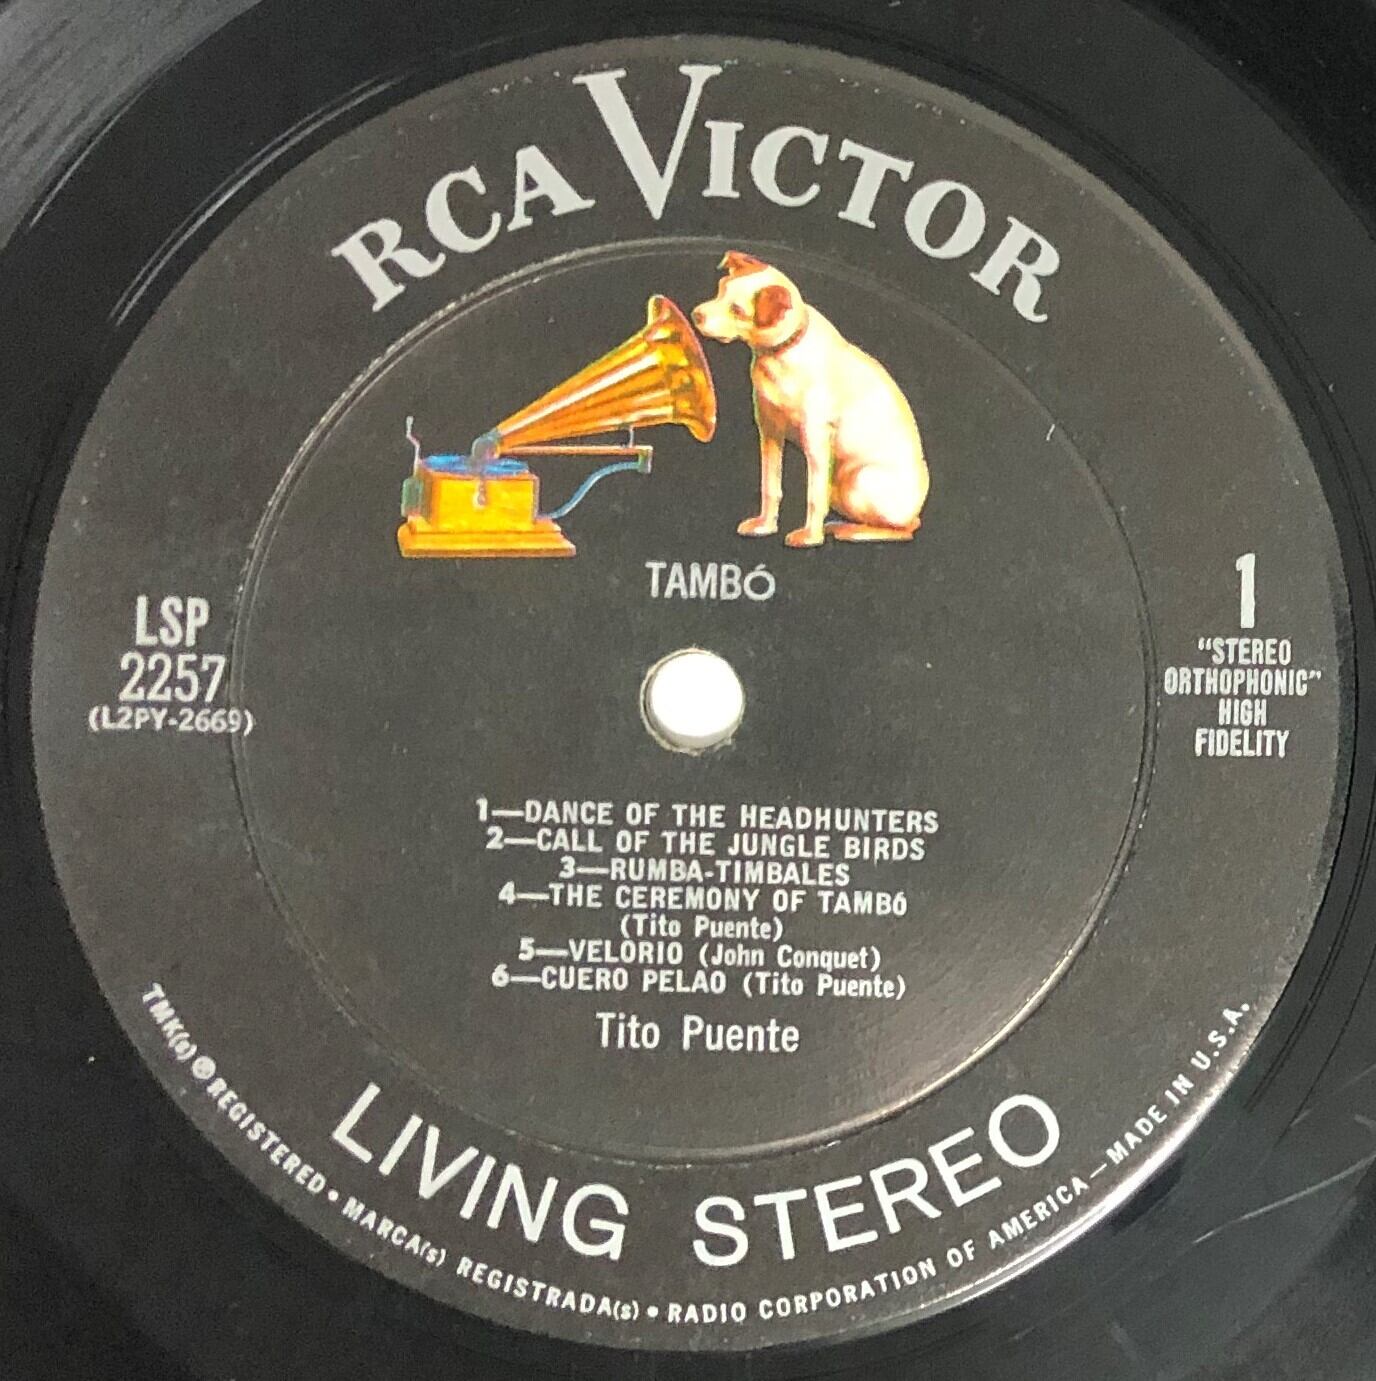 RCA VICTOR
TAMBó
LSP
2257
(L2PY-2669)
1
"STEREO
ORTHOPHONIC"
HIGH
FIDELITY
1—DANCE OF THE HEADHUNTERS
2—CALL OF THE JUNGLE BIRDS
3—RUMBA-TIMBALES
4—THE CEREMONY OF TAMBó
(Tito Puente)
5—VELORIO (John Conquet)
6—CUERO PELAO (Tito Puente)
Tito Puente
LIVING STEREO
TMK(s) ® REGISTERED • MARCA(s) REGISTRADA(s) • RADIO CORPORATION OF AMERICA—MADE IN U.S.A.